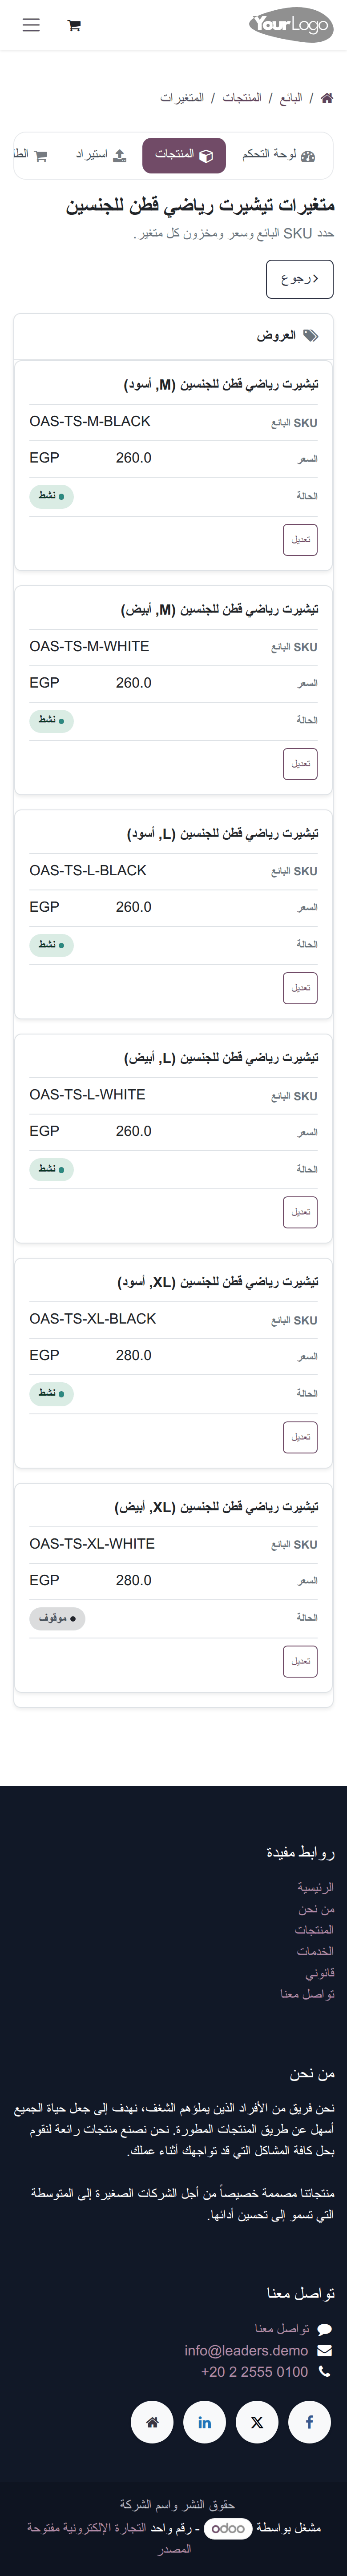 YourLogo
/ البائع / المنتجات / المتغيرات
لوحة التحكم المنتجات استيراد الطا
متغيرات تيشيرت رياضي قطن للجنسين
حدد SKU البائع وسعر ومخزون كل متغير.
رجوع
العروض
تيشيرت رياضي قطن للجنسين (M, أسود)
SKU البائع OAS-TS-M-BLACK
السعر 260.0 EGP
الحالة نشط
تعديل
تيشيرت رياضي قطن للجنسين (M, أبيض)
SKU البائع OAS-TS-M-WHITE
السعر 260.0 EGP
الحالة نشط
تعديل
تيشيرت رياضي قطن للجنسين (L, أسود)
SKU البائع OAS-TS-L-BLACK
السعر 260.0 EGP
الحالة نشط
تعديل
تيشيرت رياضي قطن للجنسين (L, أبيض)
SKU البائع OAS-TS-L-WHITE
السعر 260.0 EGP
الحالة نشط
تعديل
تيشيرت رياضي قطن للجنسين (XL, أسود)
SKU البائع OAS-TS-XL-BLACK
السعر 280.0 EGP
الحالة نشط
تعديل
تيشيرت رياضي قطن للجنسين (XL, أبيض)
SKU البائع OAS-TS-XL-WHITE
السعر 280.0 EGP
الحالة موقوف
تعديل
روابط مفيدة
الرئيسية
من نحن
المنتجات
الخدمات
قانوني
تواصل معنا
من نحن
نحن فريق من الأفراد الذين يملؤهم الشغف، نهدف إلى جعل حياة الجميع
أسهل عن طريق المنتجات المطورة. نحن نصنع منتجات رائعة لنقوم
بحل كافة المشاكل التي قد تواجهك أثناء عملك.
منتجاتنا مصممة خصيصاً من أجل الشركات الصغيرة إلى المتوسطة
التي تسمو إلى تحسين أدائها.
تواصل معنا
تواصل معنا
info@leaders.demo
+20 2 2555 0100
حقوق النشر واسم الشركة
مشغل بواسطة odoo - رقم واحد التجارة الإلكترونية مفتوحة
المصدر